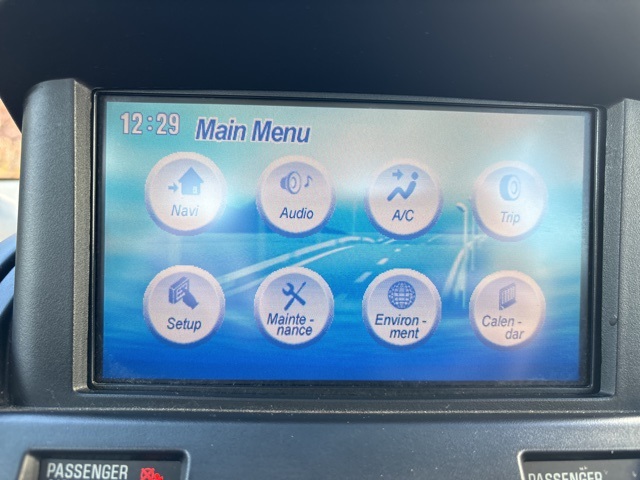 12:29 Main Menu
Navi Audio A/C Trip
Setup Mainte- Environ- Calen-
nance ment dar
PASSENGER PASSENGER